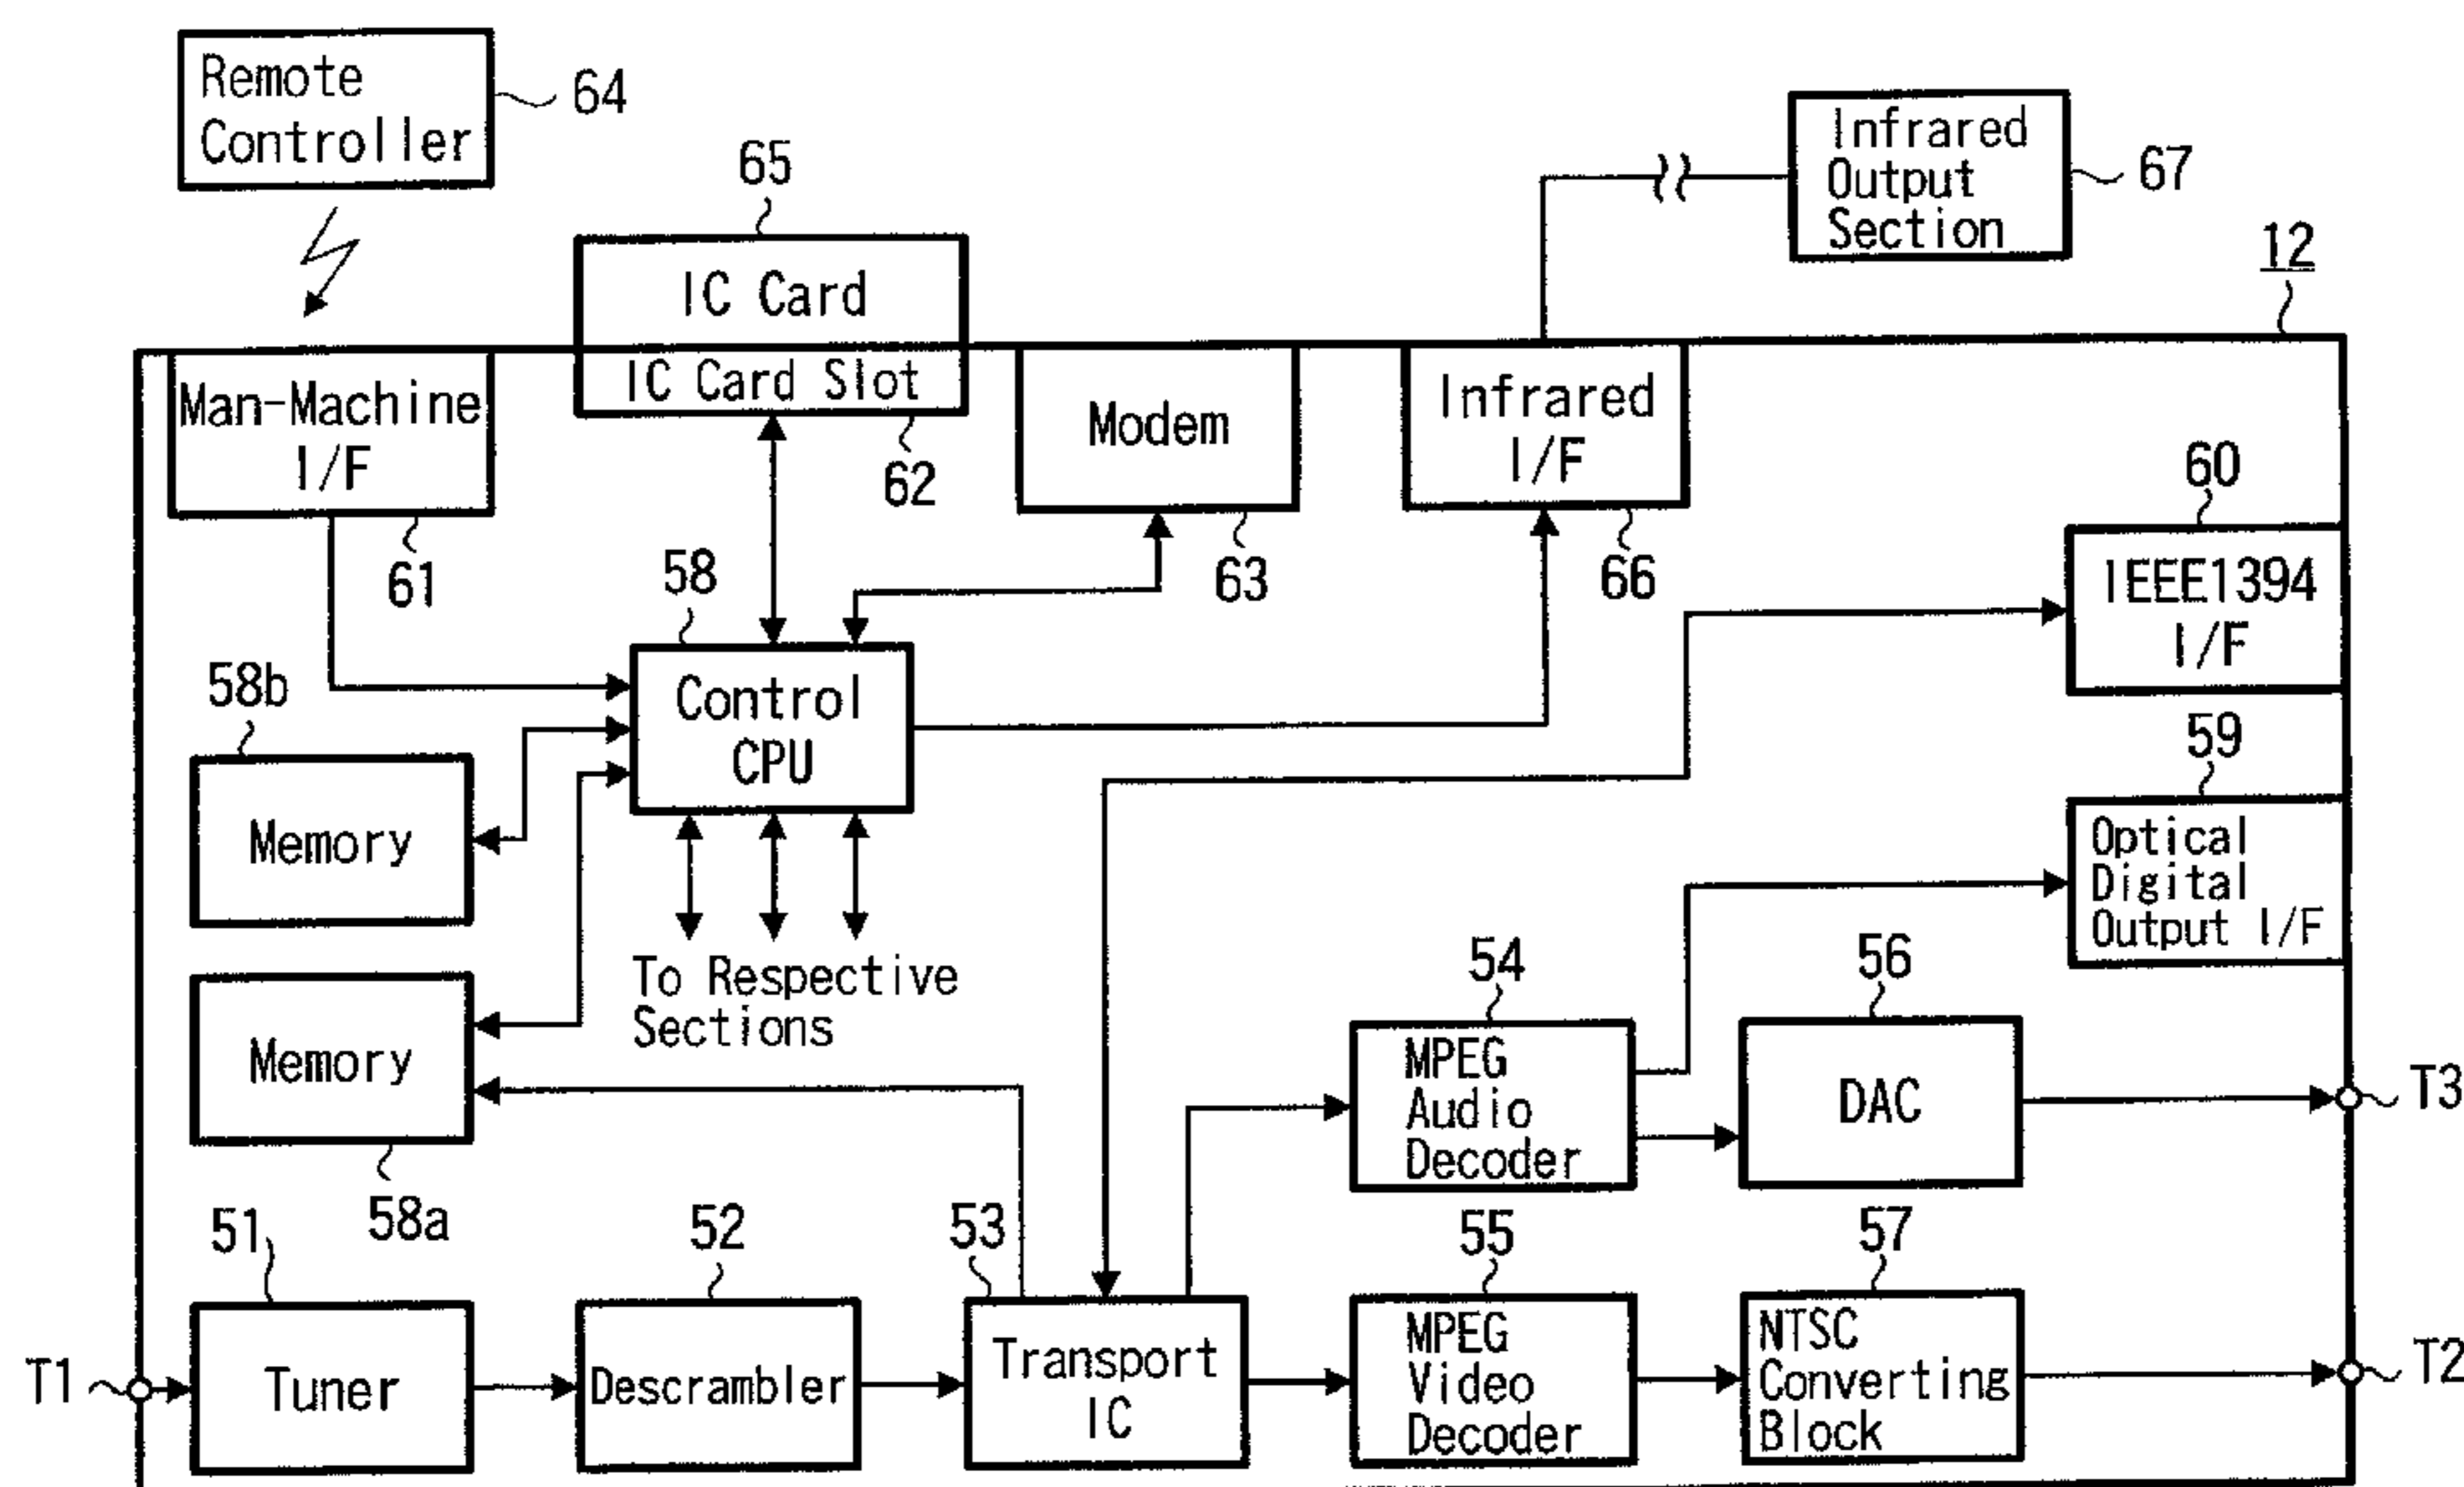 Remote
Controller
64
65
IC Card
Infrared
Output
Section
67
12
Man-Machine
I/F
61
IC Card Slot
62
Modem
63
Infrared
I/F
66
60
IEEE1394
I/F
58
Control
CPU
58b
Memory
59
Optical
Digital
Output I/F
To Respective
Sections
Memory
58a
54
MPEG
Audio
Decoder
56
DAC
T3
51
52
53
55
57
T1
Tuner
Descrambler
Transport
IC
MPEG
Video
Decoder
NTSC
Converting
Block
T2